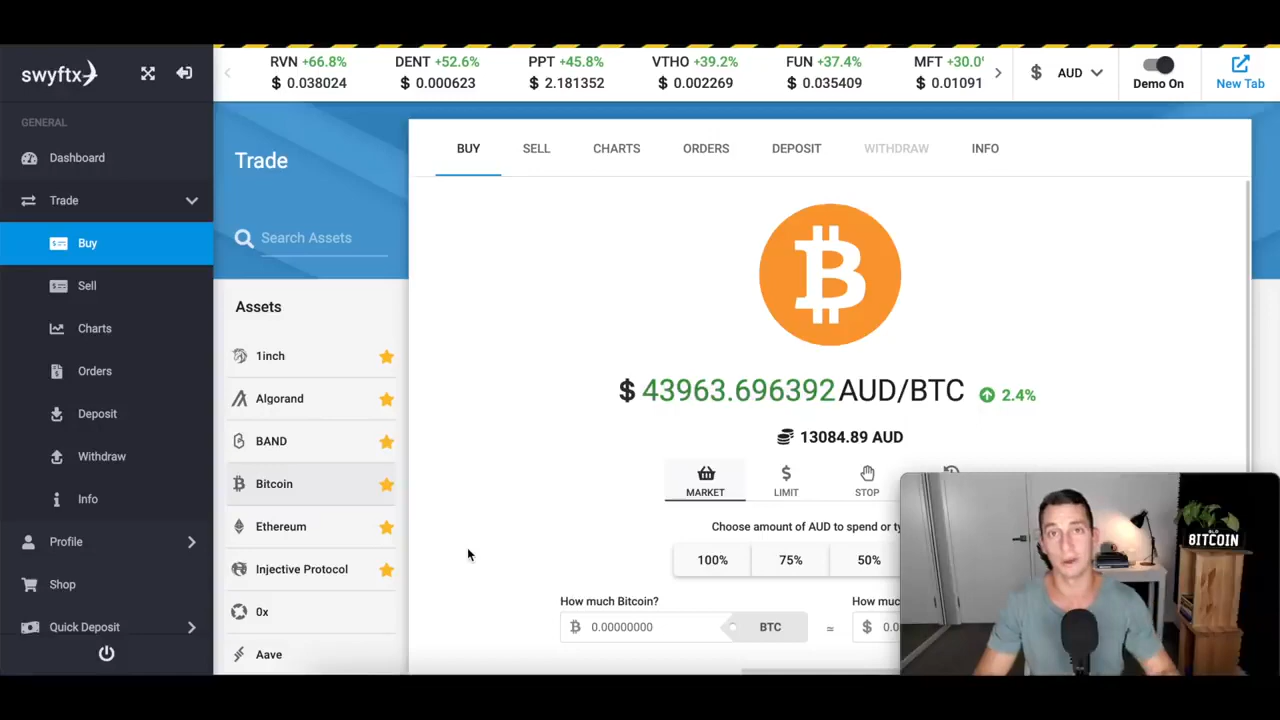 swyftx
RVN +66.8%
$ 0.038024
DENT +52.6%
$ 0.000623
PPT +45.8%
$ 2.181352
VTHO +39.2%
$ 0.002269
FUN +37.4%
$ 0.035409
MFT +30.0%
$ 0.01091
$ AUD
Demo On
New Tab
GENERAL
Dashboard
Trade
Buy
Sell
Charts
Orders
Deposit
Withdraw
Info
Profile
Shop
Quick Deposit
Trade
Search Assets
Assets
1inch
Algorand
BAND
Bitcoin
Ethereum
Injective Protocol
0x
Aave
BUY
SELL
CHARTS
ORDERS
DEPOSIT
WITHDRAW
INFO
$ 43963.696392 AUD/BTC 2.4%
13084.89 AUD
MARKET
LIMIT
STOP
Choose amount of AUD to spend or ty
100%
75%
50%
How much Bitcoin?
0.00000000 BTC
≈
How muc
$ 0.0
BITCOIN